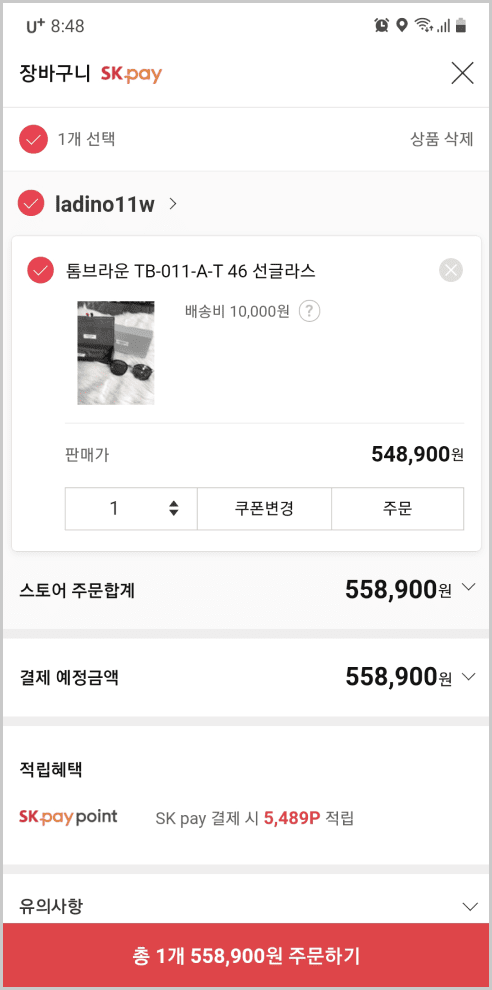 U+ 8:48
장바구니 SK pay
1개 선택 상품 삭제
ladino11w >
톰브라운 TB-011-A-T 46 선글라스
배송비 10,000원 ?
판매가 548,900원
1 쿠폰변경 주문
스토어 주문합계 558,900원
결제 예정금액 558,900원
적립혜택
SK pay point SK pay 결제 시 5,489P 적립
유의사항
총 1개 558,900원 주문하기